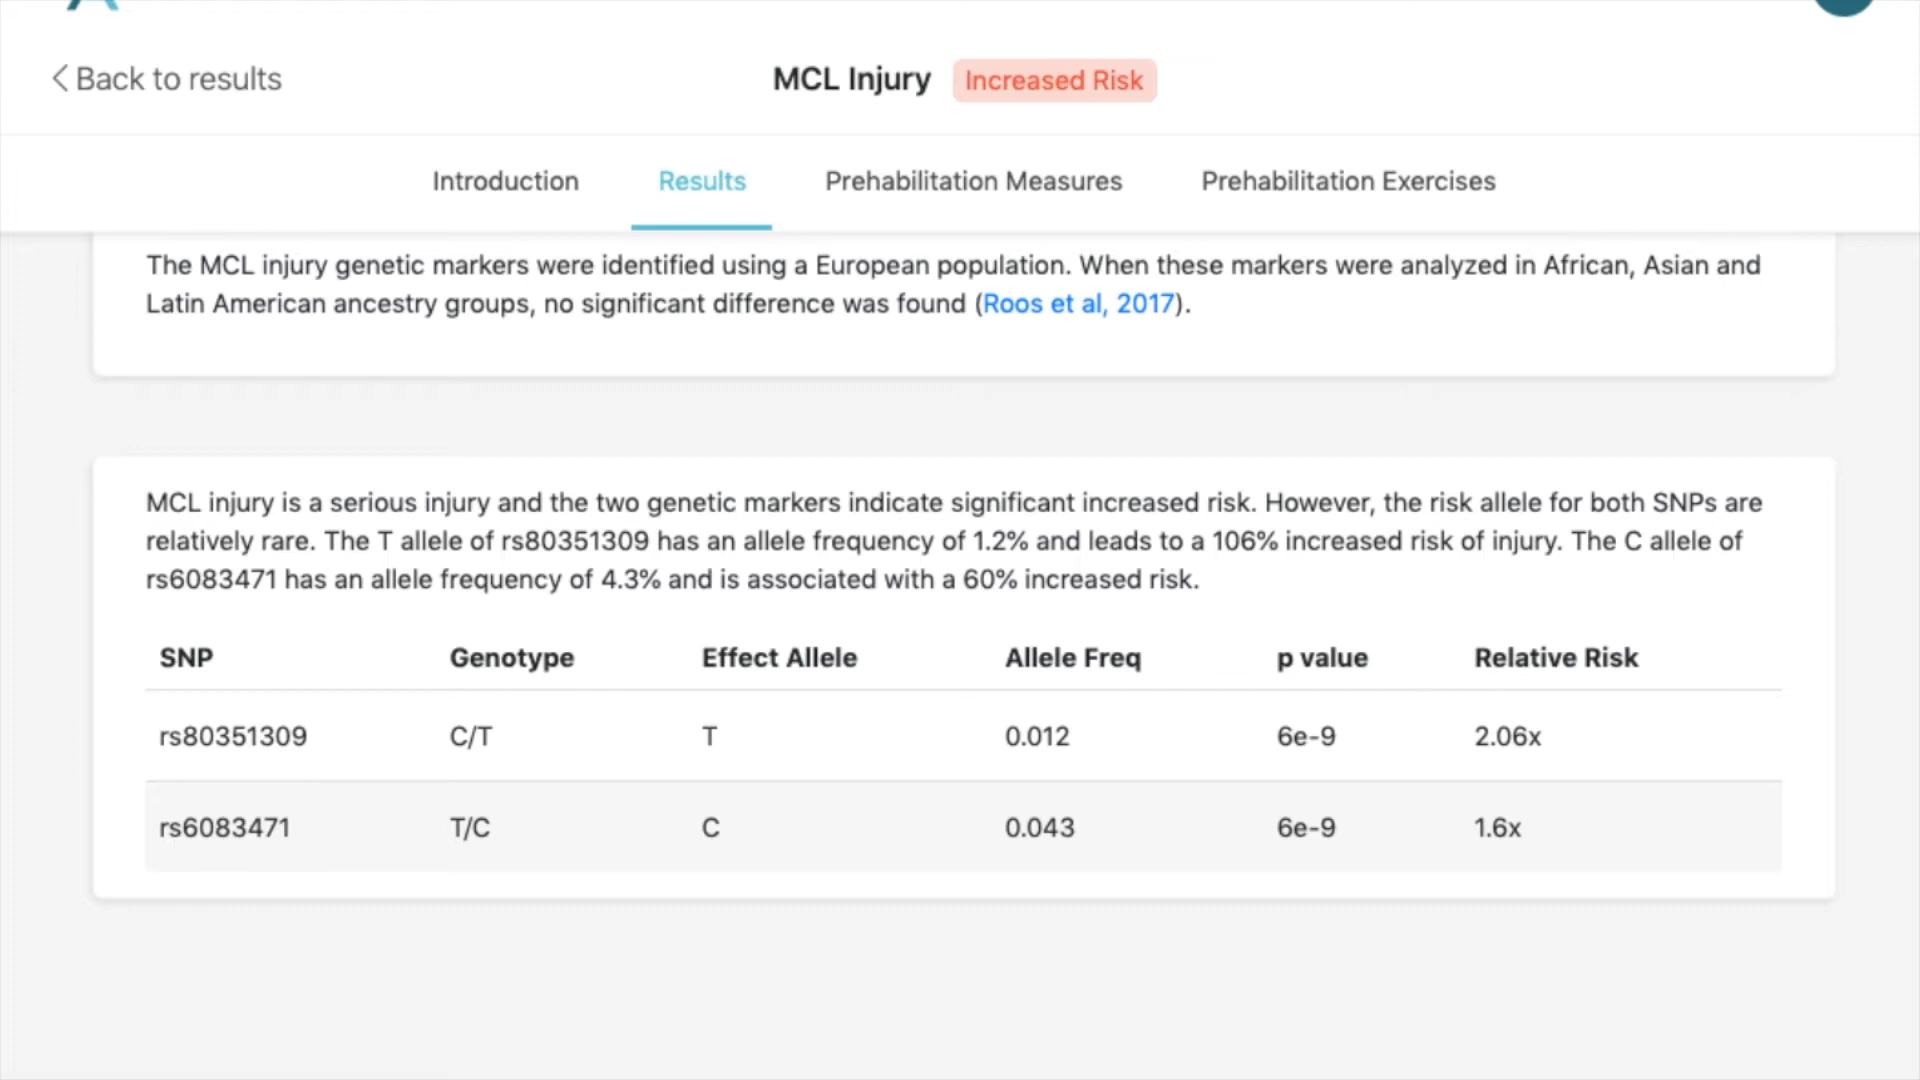 Back to results
MCL Injury Increased Risk
Introduction Results Prehabilitation Measures Prehabilitation Exercises
The MCL injury genetic markers were identified using a European population. When these markers were analyzed in African, Asian and
Latin American ancestry groups, no significant difference was found (Roos et al, 2017).
MCL injury is a serious injury and the two genetic markers indicate significant increased risk. However, the risk allele for both SNPs are
relatively rare. The T allele of rs80351309 has an allele frequency of 1.2% and leads to a 106% increased risk of injury. The C allele of
rs6083471 has an allele frequency of 4.3% and is associated with a 60% increased risk.
SNP Genotype Effect Allele Allele Freq p value Relative Risk
rs80351309 C/T T 0.012 6e-9 2.06x
rs6083471 T/C C 0.043 6e-9 1.6x